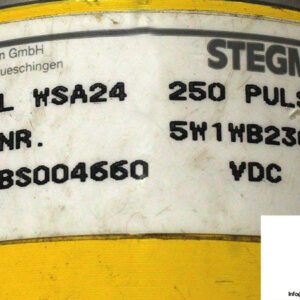 n GmbH STEGM
ueschingen
L WSA24 250 PULS
NR. 5W1WB23
BS004660 VDC